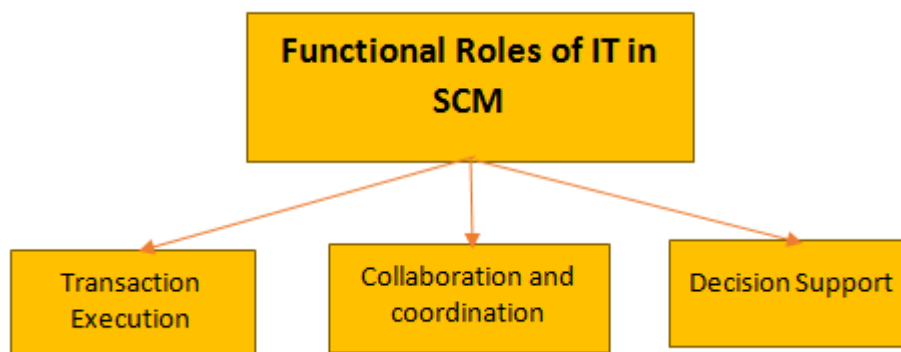 Functional Roles of IT in
SCM
Transaction
Execution
Collaboration and
coordination
Decision Support